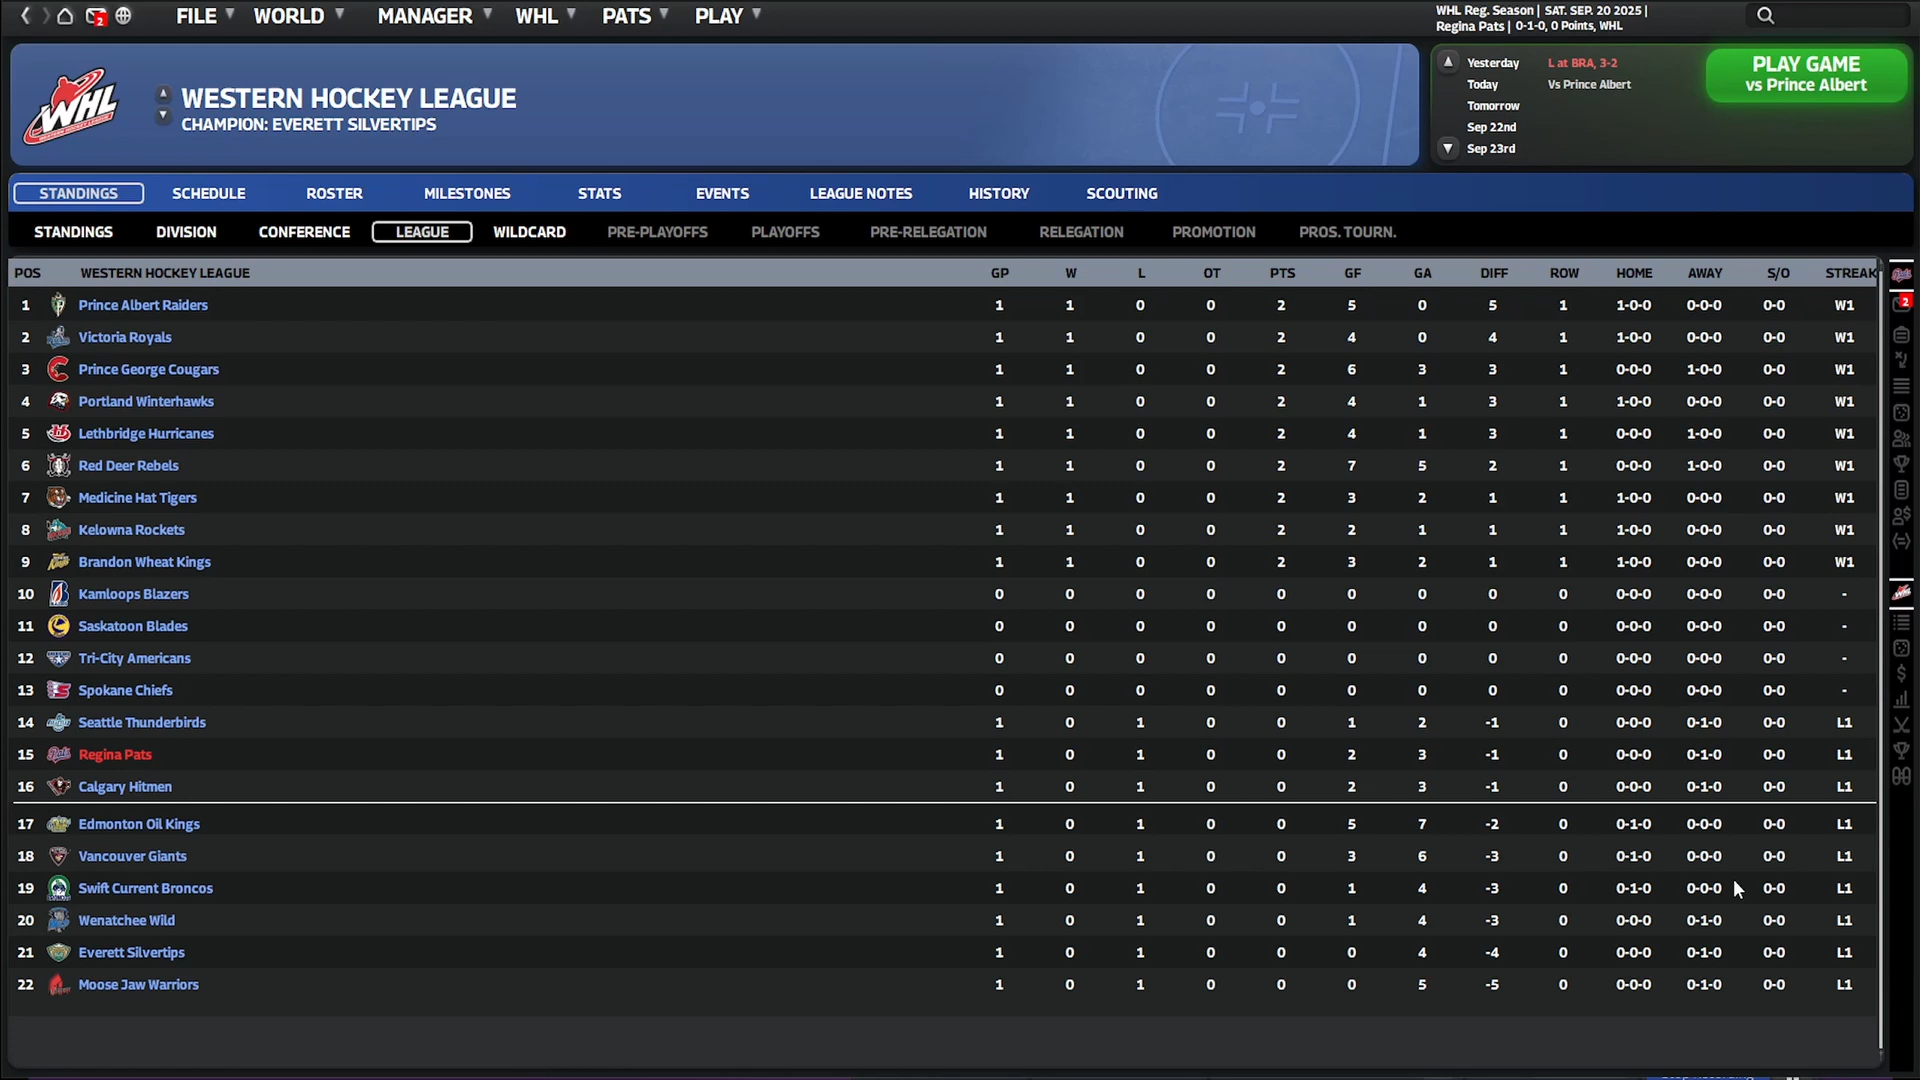 FILE WORLD MANAGER WHL PATS PLAY
2
WHL Reg. Season | SAT. SEP. 20 2025 |
Regina Pats | 0-1-0, 0 Points, WHL
WHL
WESTERN HOCKEY LEAGUE
CHAMPION: EVERETT SILVERTIPS
Yesterday L at BRA, 3-2
Today Vs Prince Albert
Tomorrow
Sep 22nd
Sep 23rd
PLAY GAME
vs Prince Albert
STANDINGS SCHEDULE ROSTER MILESTONES STATS EVENTS LEAGUE NOTES HISTORY SCOUTING
STANDINGS DIVISION CONFERENCE LEAGUE WILDCARD PRE-PLAYOFFS PLAYOFFS PRE-RELEGATION RELEGATION PROMOTION PROS. TOURN.
POS WESTERN HOCKEY LEAGUE GP W L OT PTS GF GA DIFF ROW HOME AWAY S/O STREAK
1 Prince Albert Raiders 1 1 0 0 2 5 0 5 1 1-0-0 0-0-0 0-0 W1
2 Victoria Royals 1 1 0 0 2 4 0 4 1 1-0-0 0-0-0 0-0 W1
3 Prince George Cougars 1 1 0 0 2 6 3 3 1 0-0-0 1-0-0 0-0 W1
4 Portland Winterhawks 1 1 0 0 2 4 1 3 1 1-0-0 0-0-0 0-0 W1
5 Lethbridge Hurricanes 1 1 0 0 2 4 1 3 1 0-0-0 1-0-0 0-0 W1
6 Red Deer Rebels 1 1 0 0 2 7 5 2 1 0-0-0 1-0-0 0-0 W1
7 Medicine Hat Tigers 1 1 0 0 2 3 2 1 1 1-0-0 0-0-0 0-0 W1
8 Kelowna Rockets 1 1 0 0 2 2 1 1 1 1-0-0 0-0-0 0-0 W1
9 Brandon Wheat Kings 1 1 0 0 2 3 2 1 1 1-0-0 0-0-0 0-0 W1
10 Kamloops Blazers 0 0 0 0 0 0 0 0 0 0-0-0 0-0-0 0-0 -
11 Saskatoon Blades 0 0 0 0 0 0 0 0 0 0-0-0 0-0-0 0-0 -
12 Tri-City Americans 0 0 0 0 0 0 0 0 0 0-0-0 0-0-0 0-0 -
13 Spokane Chiefs 0 0 0 0 0 0 0 0 0 0-0-0 0-0-0 0-0 -
14 Seattle Thunderbirds 1 0 1 0 0 1 2 -1 0 0-0-0 0-1-0 0-0 L1
15 Regina Pats 1 0 1 0 0 2 3 -1 0 0-0-0 0-1-0 0-0 L1
16 Calgary Hitmen 1 0 1 0 0 2 3 -1 0 0-0-0 0-1-0 0-0 L1
17 Edmonton Oil Kings 1 0 1 0 0 5 7 -2 0 0-1-0 0-0-0 0-0 L1
18 Vancouver Giants 1 0 1 0 0 3 6 -3 0 0-1-0 0-0-0 0-0 L1
19 Swift Current Broncos 1 0 1 0 0 1 4 -3 0 0-1-0 0-0-0 0-0 L1
20 Wenatchee Wild 1 0 1 0 0 1 4 -3 0 0-0-0 0-1-0 0-0 L1
21 Everett Silvertips 1 0 1 0 0 0 4 -4 0 0-0-0 0-1-0 0-0 L1
22 Moose Jaw Warriors 1 0 1 0 0 0 5 -5 0 0-0-0 0-1-0 0-0 L1
2